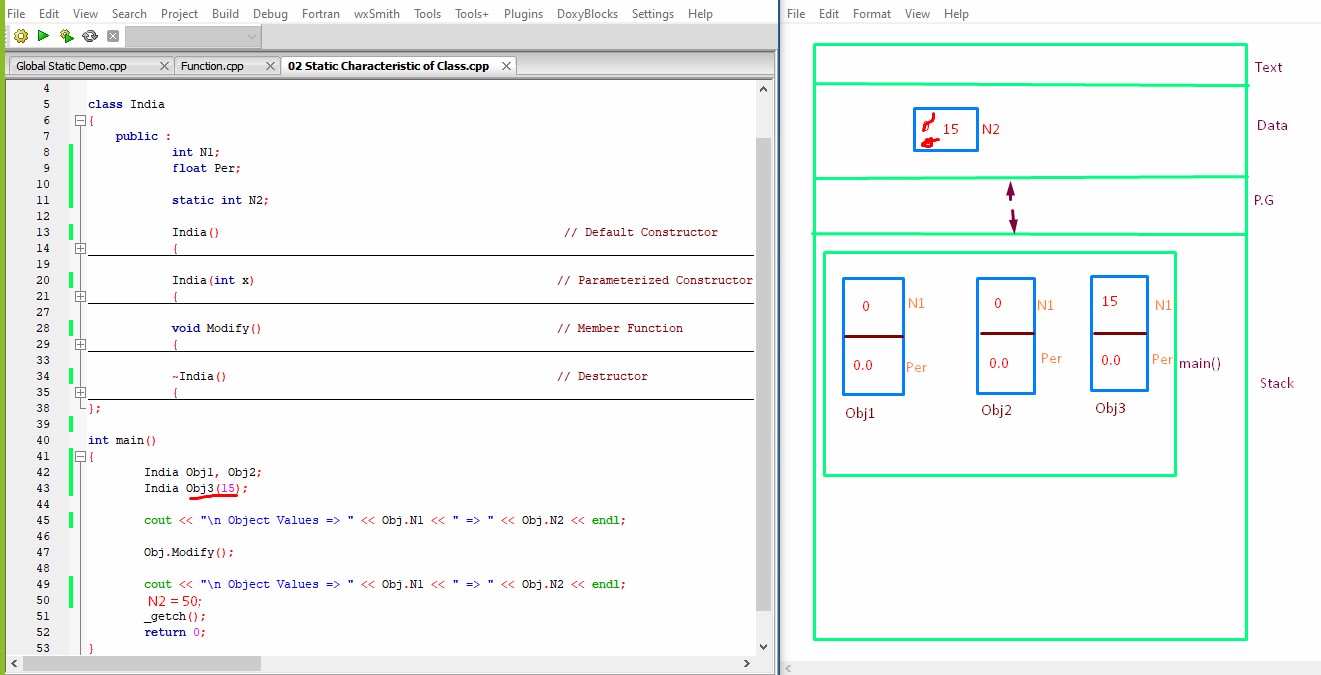 File Edit View Search Project Build Debug Fortran wxSmith Tools Tools+ Plugins DoxyBlocks Settings Help
Global Static Demo.cpp Function.cpp 02 Static Characteristic of Class.cpp
4
5 class India
6 {
7 public :
8 int N1;
9 float Per;
10
11 static int N2;
12
13 India() // Default Constructor
14 {
19
20 India(int x) // Parameterized Constructor
21 {
27
28 void Modify() // Member Function
29 {
33
34 ~India() // Destructor
35 {
38 };
39
40 int main()
41 {
42 India Obj1, Obj2;
43 India Obj3(15);
44
45 cout << "\n Object Values => " << Obj.N1 << " => " << Obj.N2 << endl;
46
47 Obj.Modify();
48
49 cout << "\n Object Values => " << Obj.N1 << " => " << Obj.N2 << endl;
50 N2 = 50;
51 _getch();
52 return 0;
53 }
File Edit Format View Help
Text
15 N2 Data
P.G
0 N1 0 N1 15 N1
0.0 Per 0.0 Per 0.0 Per main()
Stack
Obj1 Obj2 Obj3